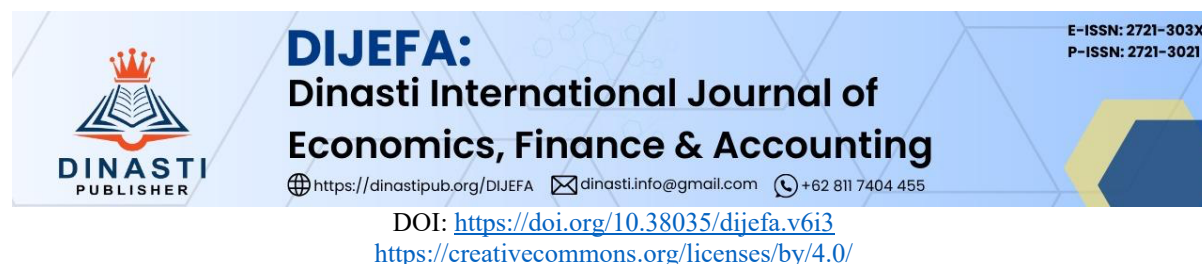 E-ISSN: 2721-303X
P-ISSN: 2721-3021
DIJEFA:
Dinasti International Journal of
Economics, Finance & Accounting
DINASTI
PUBLISHER
https://dinastipub.org/DIJEFA dinasti.info@gmail.com +62 811 7404 455
DOI: https://doi.org/10.38035/dijefa.v6i3
https://creativecommons.org/licenses/by/4.0/